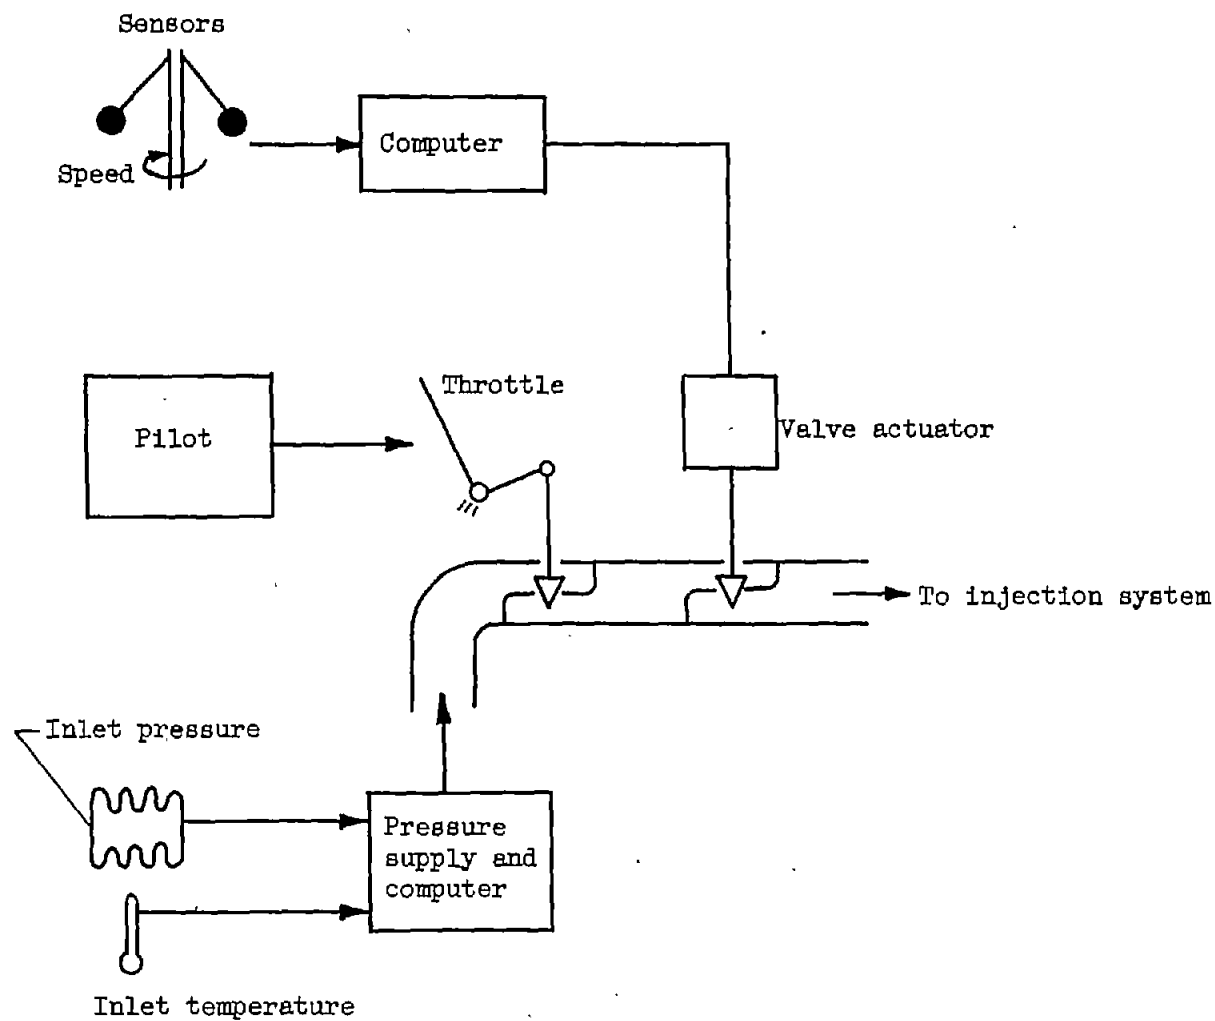 Sensors
Computer
Speed
Throttle
Pilot
Valve actuator
To injection system
Inlet pressure
Pressure
supply and
computer
Inlet temperature